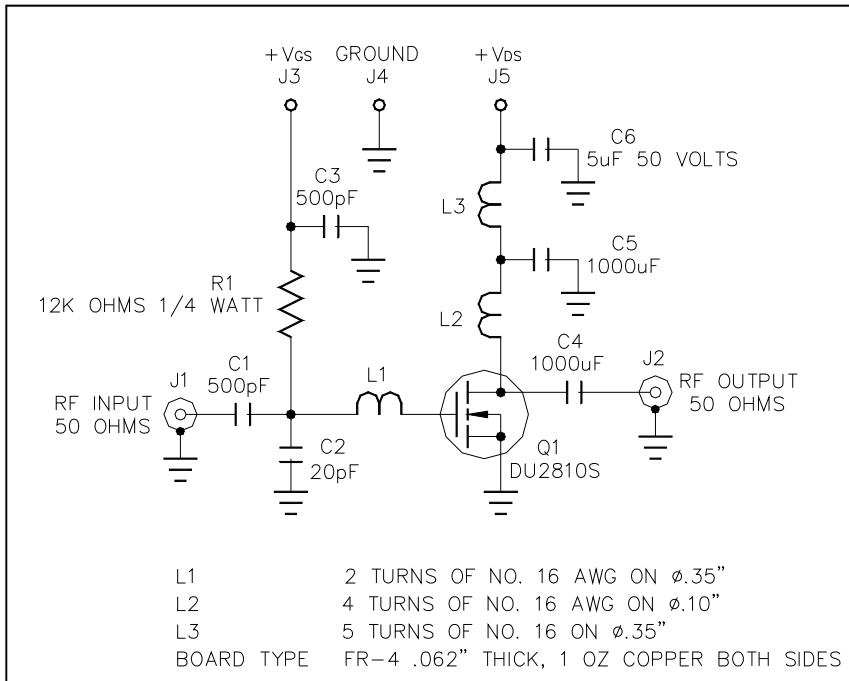 +VGS
J3
GROUND
J4
+VDS
J5
C6
5uF 50 VOLTS
C3
500pF
L3
C5
1000uF
R1
12K OHMS 1/4 WATT
L2
C4
1000uF
J1
C1
500pF
L1
J2
RF INPUT
50 OHMS
RF OUTPUT
50 OHMS
C2
20pF
Q1
DU2810S
L1 2 TURNS OF NO. 16 AWG ON ø.35”
L2 4 TURNS OF NO. 16 AWG ON ø.10”
L3 5 TURNS OF NO. 16 ON ø.35”
BOARD TYPE FR-4 .062” THICK, 1 OZ COPPER BOTH SIDES